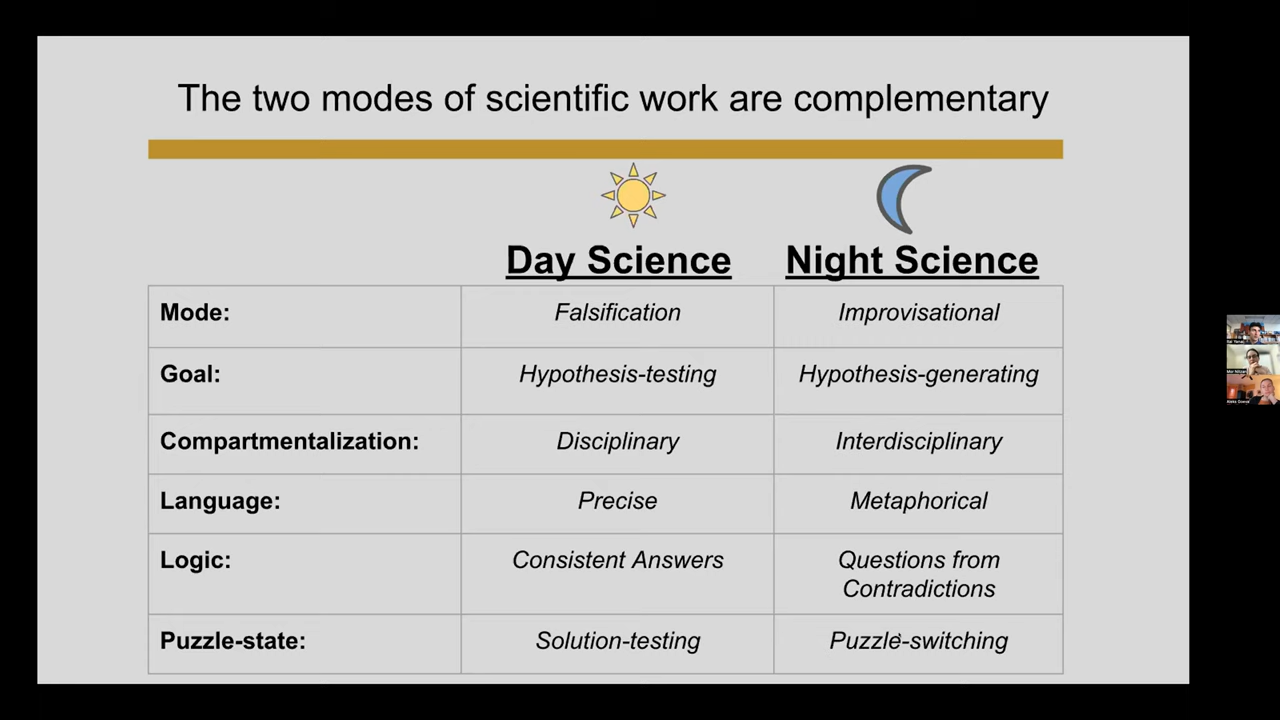 The two modes of scientific work are complementary
Day Science
Night Science
Mode:
Falsification
Improvisational
Goal:
Hypothesis-testing
Hypothesis-generating
Compartmentalization:
Disciplinary
Interdisciplinary
Language:
Precise
Metaphorical
Logic:
Consistent Answers
Questions from
Contradictions
Puzzle-state:
Solution-testing
Puzzle-switching